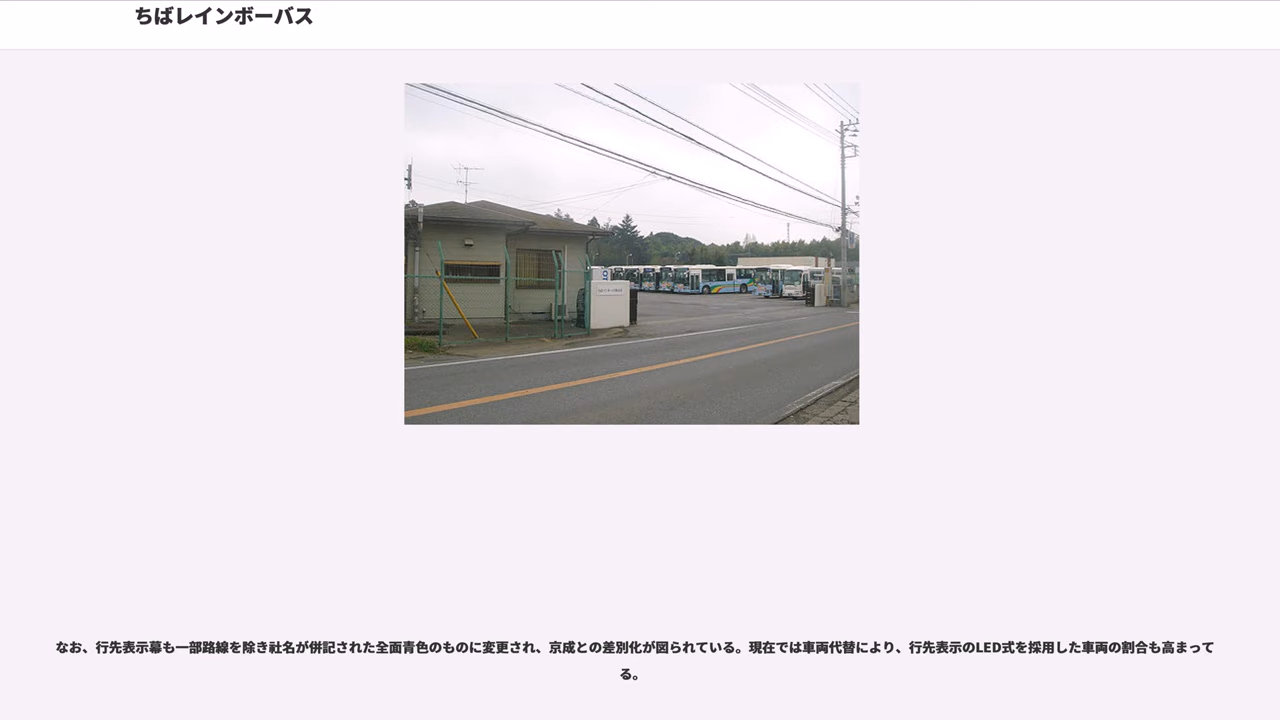 ちばレインボーバス
なお、行先表示幕も一部路線を除き社名が併記された全面青色のものに変更され、京成との差別化が図られている。現在では車両代替により、行先表示のLED式を採用した車両の割合も高まって
る。